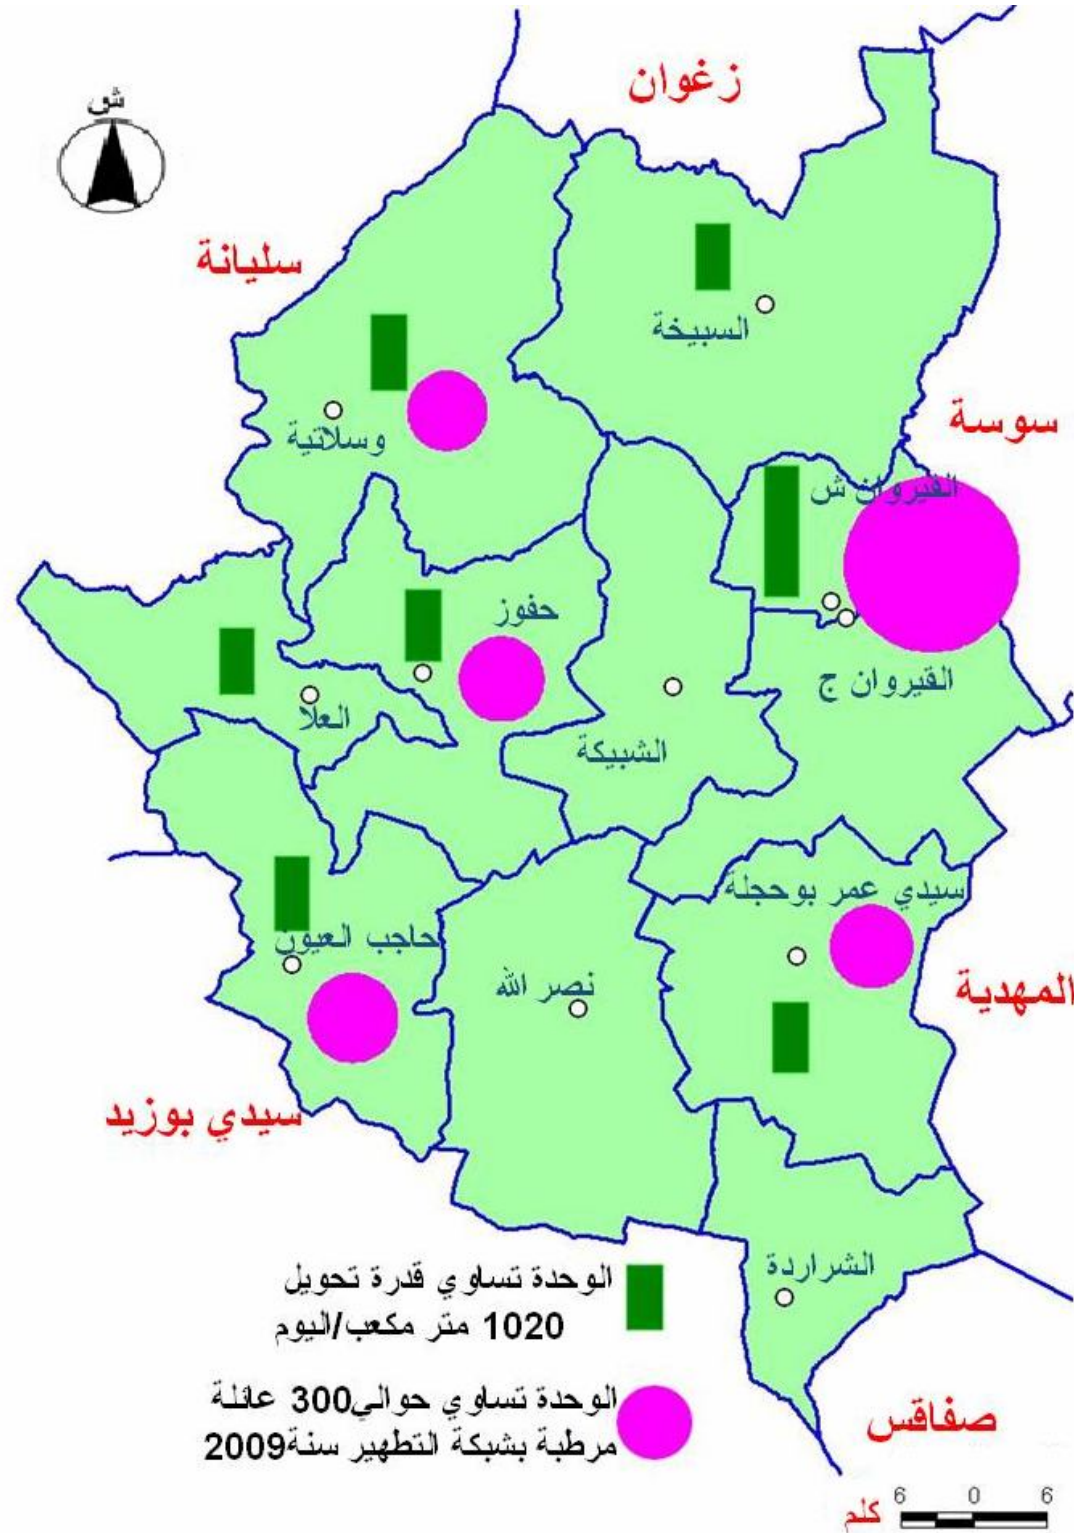 زغوان
ش
سليانة
السبيخة
سوسة
وسلاتية
القيروان ش
حفوز
القيروان ج
العلا
الشبيكة
سيدي عمر بوحجلة
حاجب العيون
نصر الله
المهدية
سيدي بوزيد
الشراردة
الوحدة تساوي قدرة تحويل
1020 متر مكعب/اليوم
الوحدة تساوي حوالي300 عائلة
مرطبة بشبكة التطهير سنة2009
صفاقس
6 0 6
كلم